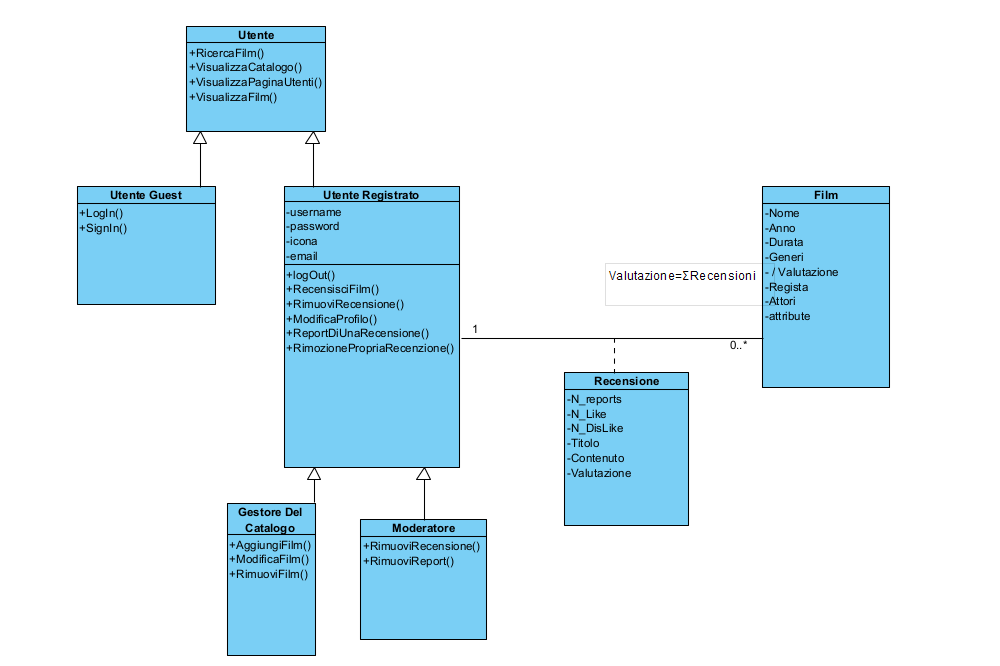 Utente
+RicercaFilm()
+VisualizzaCatalogo()
+VisualizzaPaginaUtenti()
+VisualizzaFilm()
Utente Guest
+LogIn()
+SignIn()
Utente Registrato
-username
-password
-icona
-email
+logOut()
+RecensisciFilm()
+RimuoviRecensione()
+ModificaProfilo()
+ReportDiUnaRecensione()
+RimozionePropriaRecenzione()
1
0..*
Valutazione=ΣRecensioni
Film
-Nome
-Anno
-Durata
-Generi
- / Valutazione
-Regista
-Attori
-attribute
Recensione
-N_reports
-N_Like
-N_DisLike
-Titolo
-Contenuto
-Valutazione
Gestore Del
Catalogo
+AggiungiFilm()
+ModificaFilm()
+RimuoviFilm()
Moderatore
+RimuoviRecensione()
+RimuoviReport()